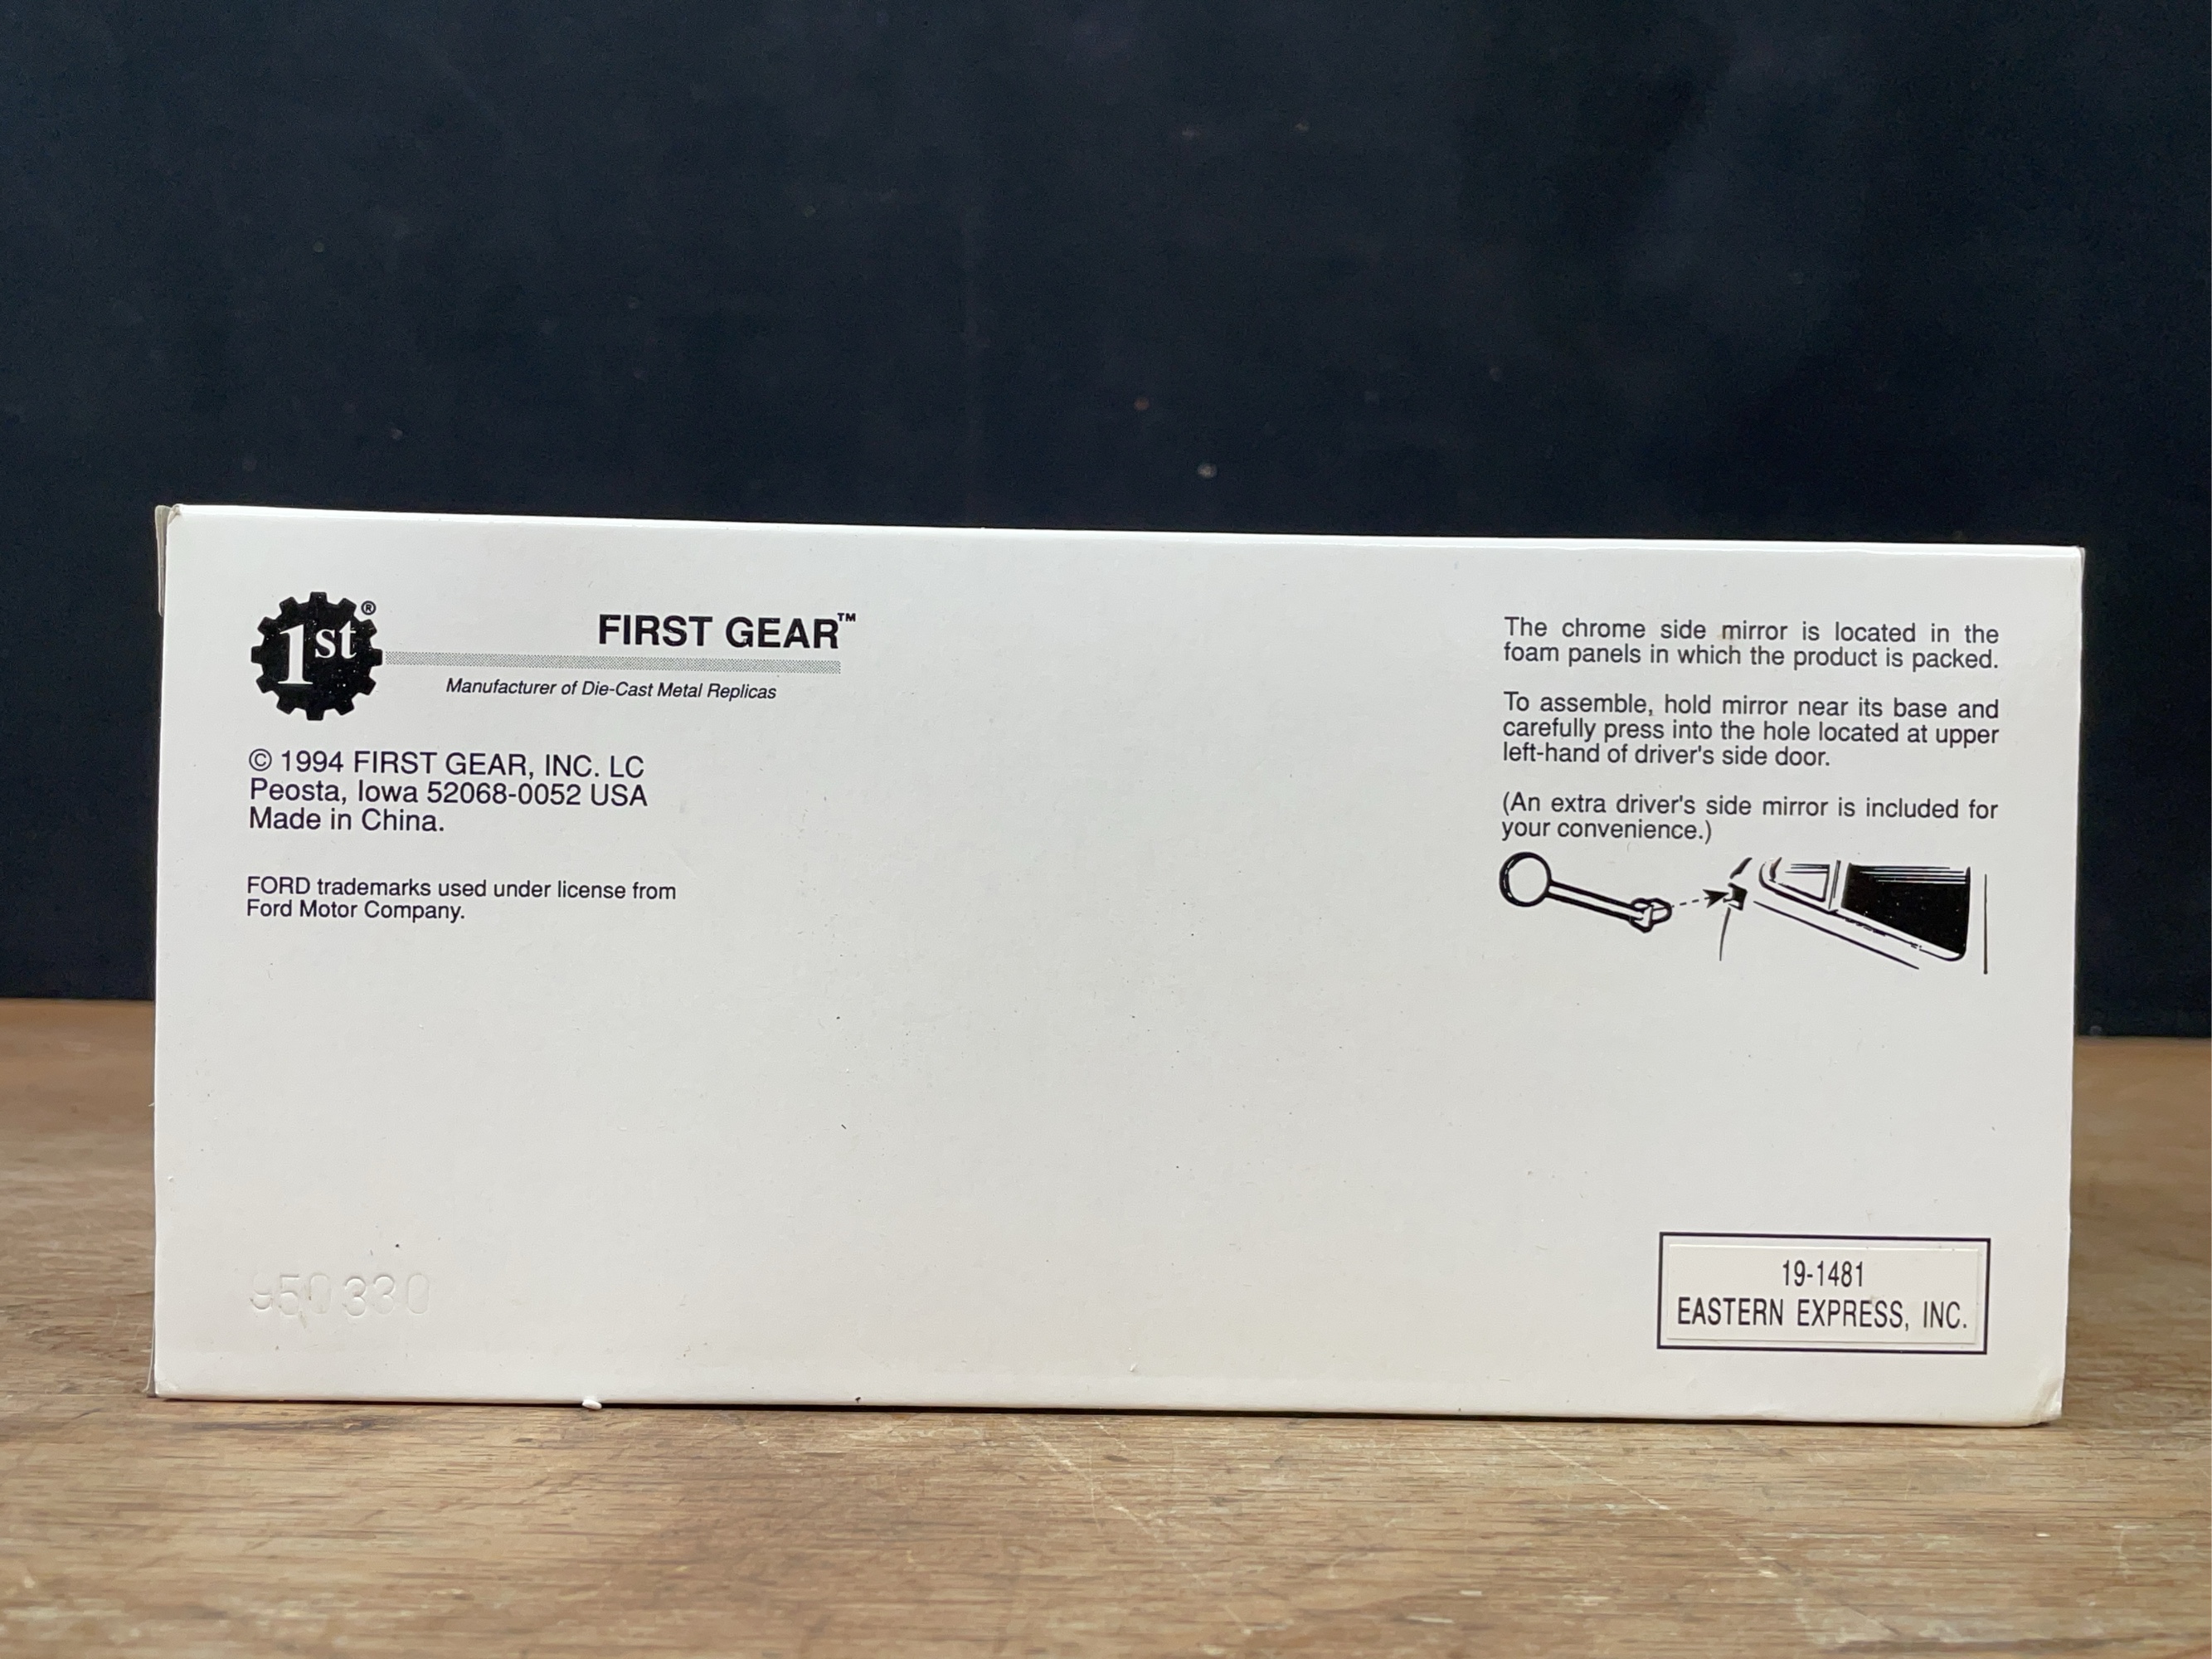 1st®
FIRST GEAR™
Manufacturer of Die-Cast Metal Replicas
© 1994 FIRST GEAR, INC. LC
Peosta, Iowa 52068-0052 USA
Made in China.
FORD trademarks used under license from
Ford Motor Company.
950330
The chrome side mirror is located in the
foam panels in which the product is packed.
To assemble, hold mirror near its base and
carefully press into the hole located at upper
left-hand of driver's side door.
(An extra driver's side mirror is included for
your convenience.)
19-1481
EASTERN EXPRESS, INC.